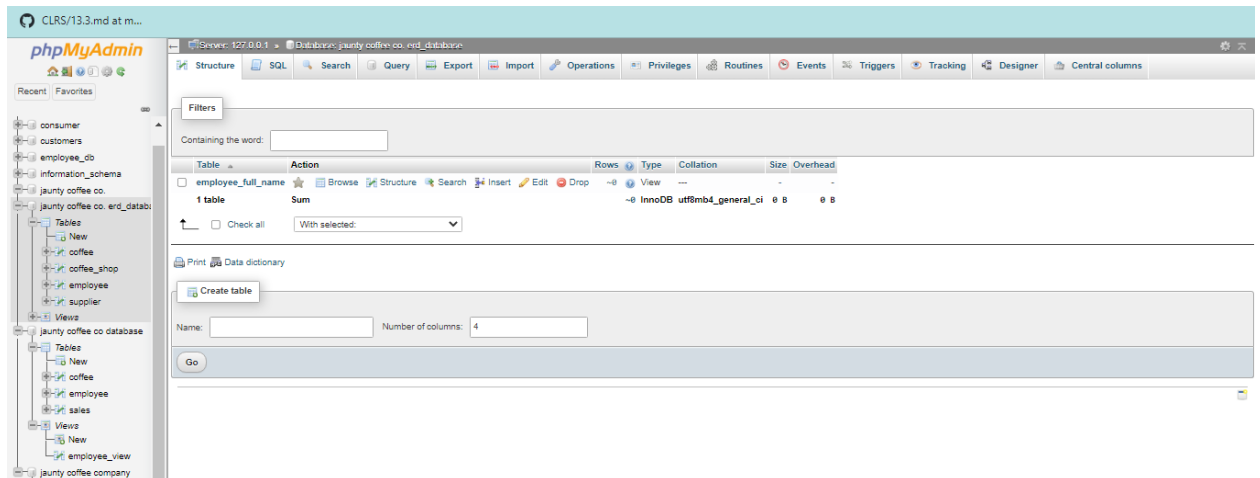 CLRS/13.3.md at m...
phpMyAdmin
Recent Favorites
consumer
customers
employee_db
information_schema
jaunty coffee co.
jaunty coffee co. erd_databa
Tables
New
coffee
coffee_shop
employee
supplier
Views
jaunty coffee co database
Tables
New
coffee
employee
sales
Views
New
employee_view
jaunty coffee company
Server: 127.0.0.1 » Database: jaunty coffee co. erd_database
Structure SQL Search Query Export Import Operations Privileges Routines Events Triggers Tracking Designer Central columns
Filters
Containing the word:
Table Action Rows Type Collation Size Overhead
employee_full_name Browse Structure Search Insert Edit Drop ~0 View --- - -
1 table Sum ~0 InnoDB utf8mb4_general_ci 0 B 0 B
Check all With selected:
Print Data dictionary
Create table
Name: Number of columns: 4
Go